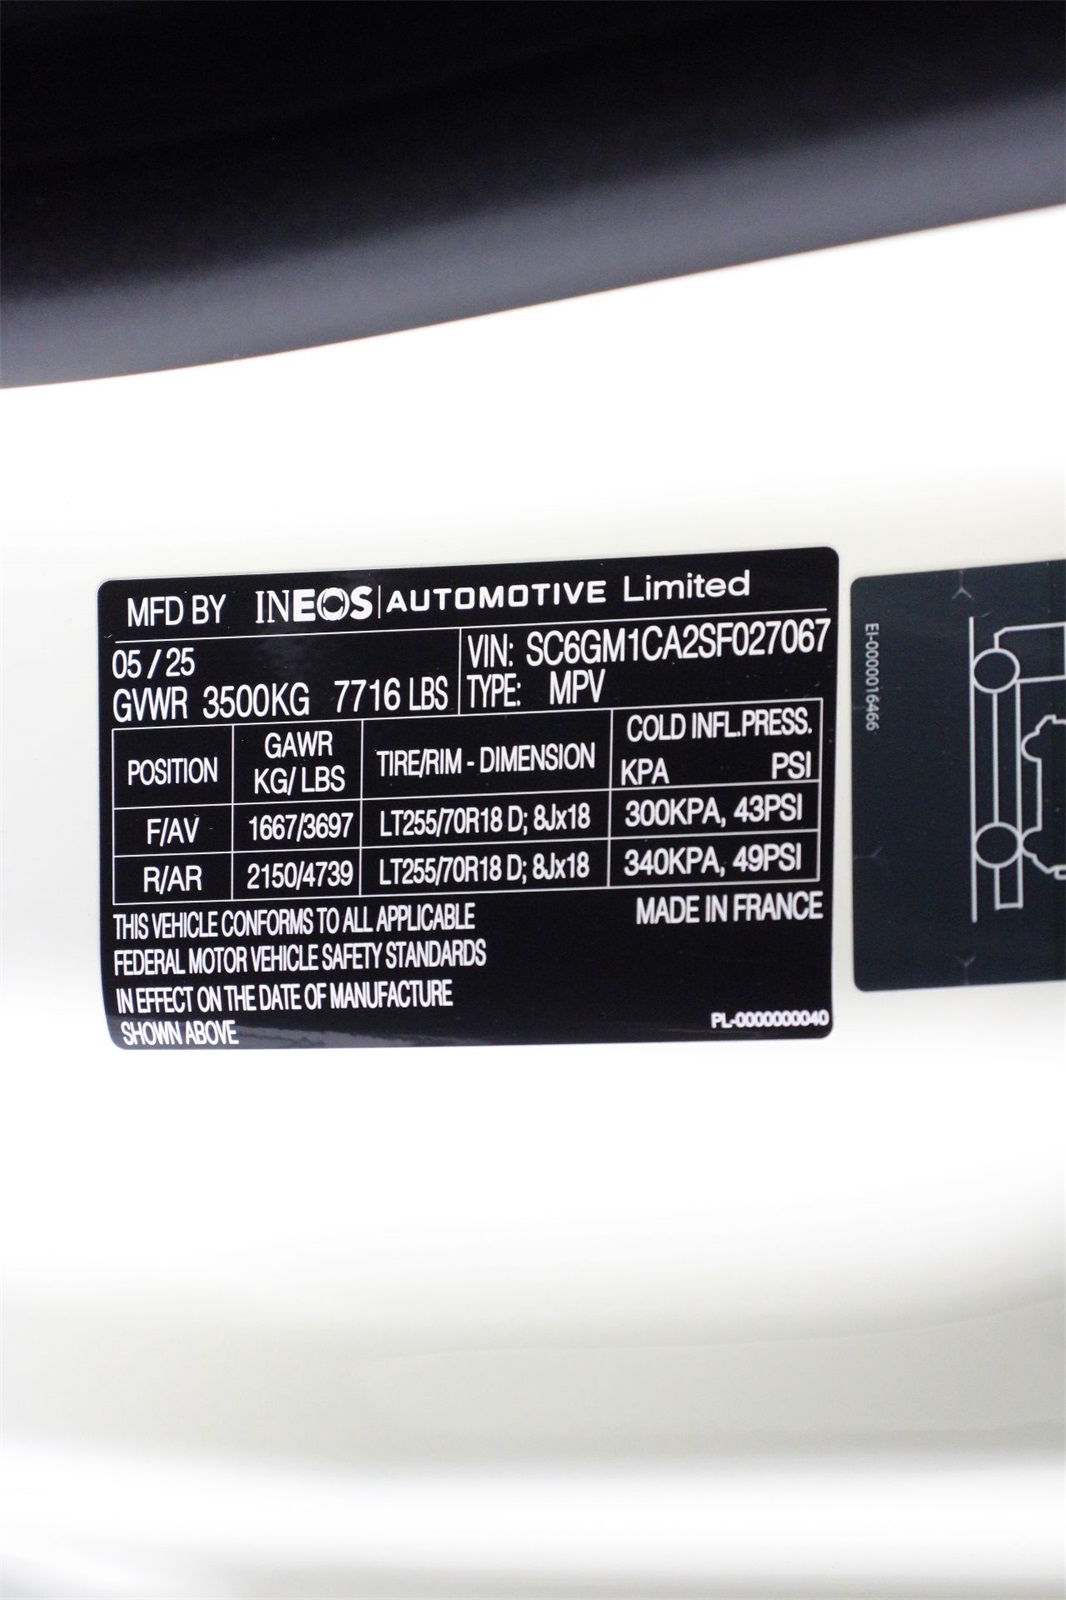 MFD BY INEOS AUTOMOTIVE Limited
05 / 25
GVWR 3500KG 7716 LBS
VIN: SC6GM1CA2SF027067
TYPE: MPV
POSITION GAWR KG/ LBS TIRE/RIM - DIMENSION COLD INFL.PRESS. KPA PSI
F/AV 1667/3697 LT255/70R18 D; 8Jx18 300KPA, 43PSI
R/AR 2150/4739 LT255/70R18 D; 8Jx18 340KPA, 49PSI
THIS VEHICLE CONFORMS TO ALL APPLICABLE
FEDERAL MOTOR VEHICLE SAFETY STANDARDS
IN EFFECT ON THE DATE OF MANUFACTURE
SHOWN ABOVE
MADE IN FRANCE
PL-0000000040
EI-0000016466